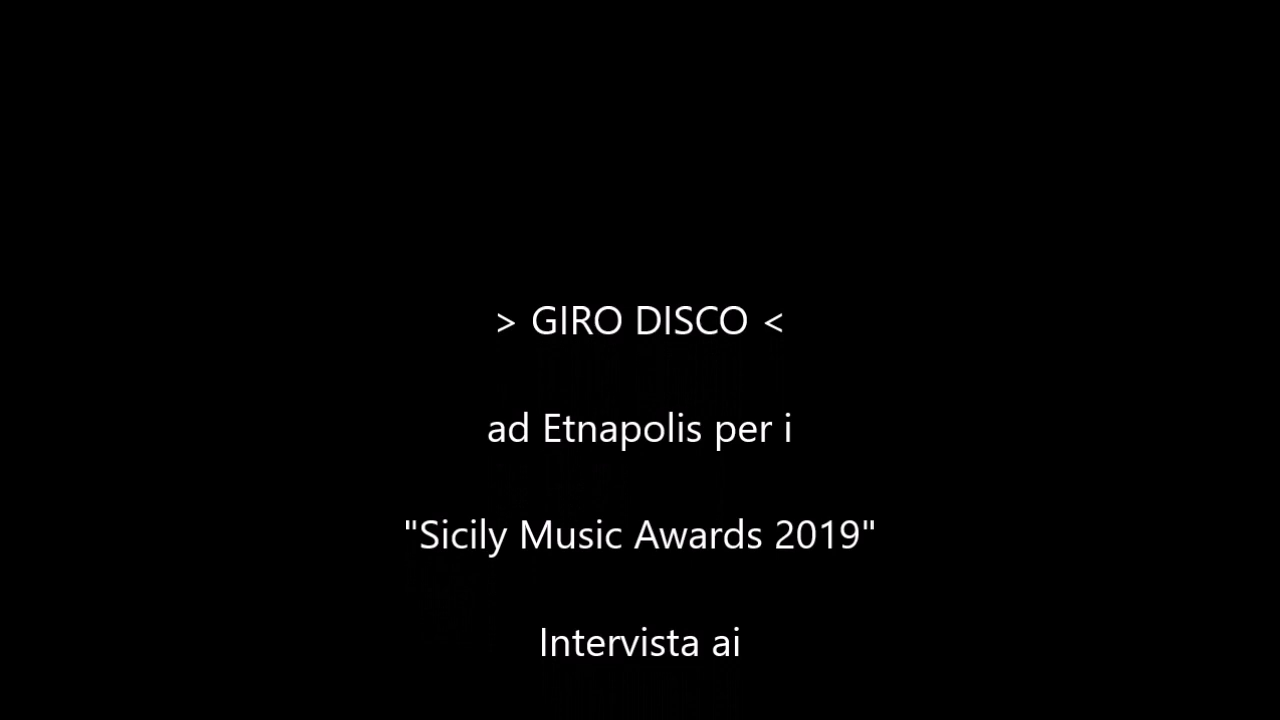 > GIRO DISCO <
ad Etnapolis per i
"Sicily Music Awards 2019"
Intervista ai